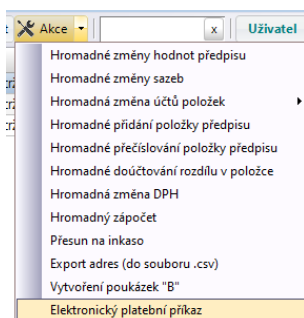 Akce x Uživatel
Hromadné změny hodnot předpisu
Hromadné změny sazeb
Hromadná změna účtů položek
Hromadné přidání položky předpisu
Hromadné přečíslování položky předpisu
Hromadné doúčtování rozdílu v položce
Hromadná změna DPH
Hromadný zápočet
Přesun na inkaso
Export adres (do souboru .csv)
Vytvoření poukázek "B"
Elektronický platební příkaz